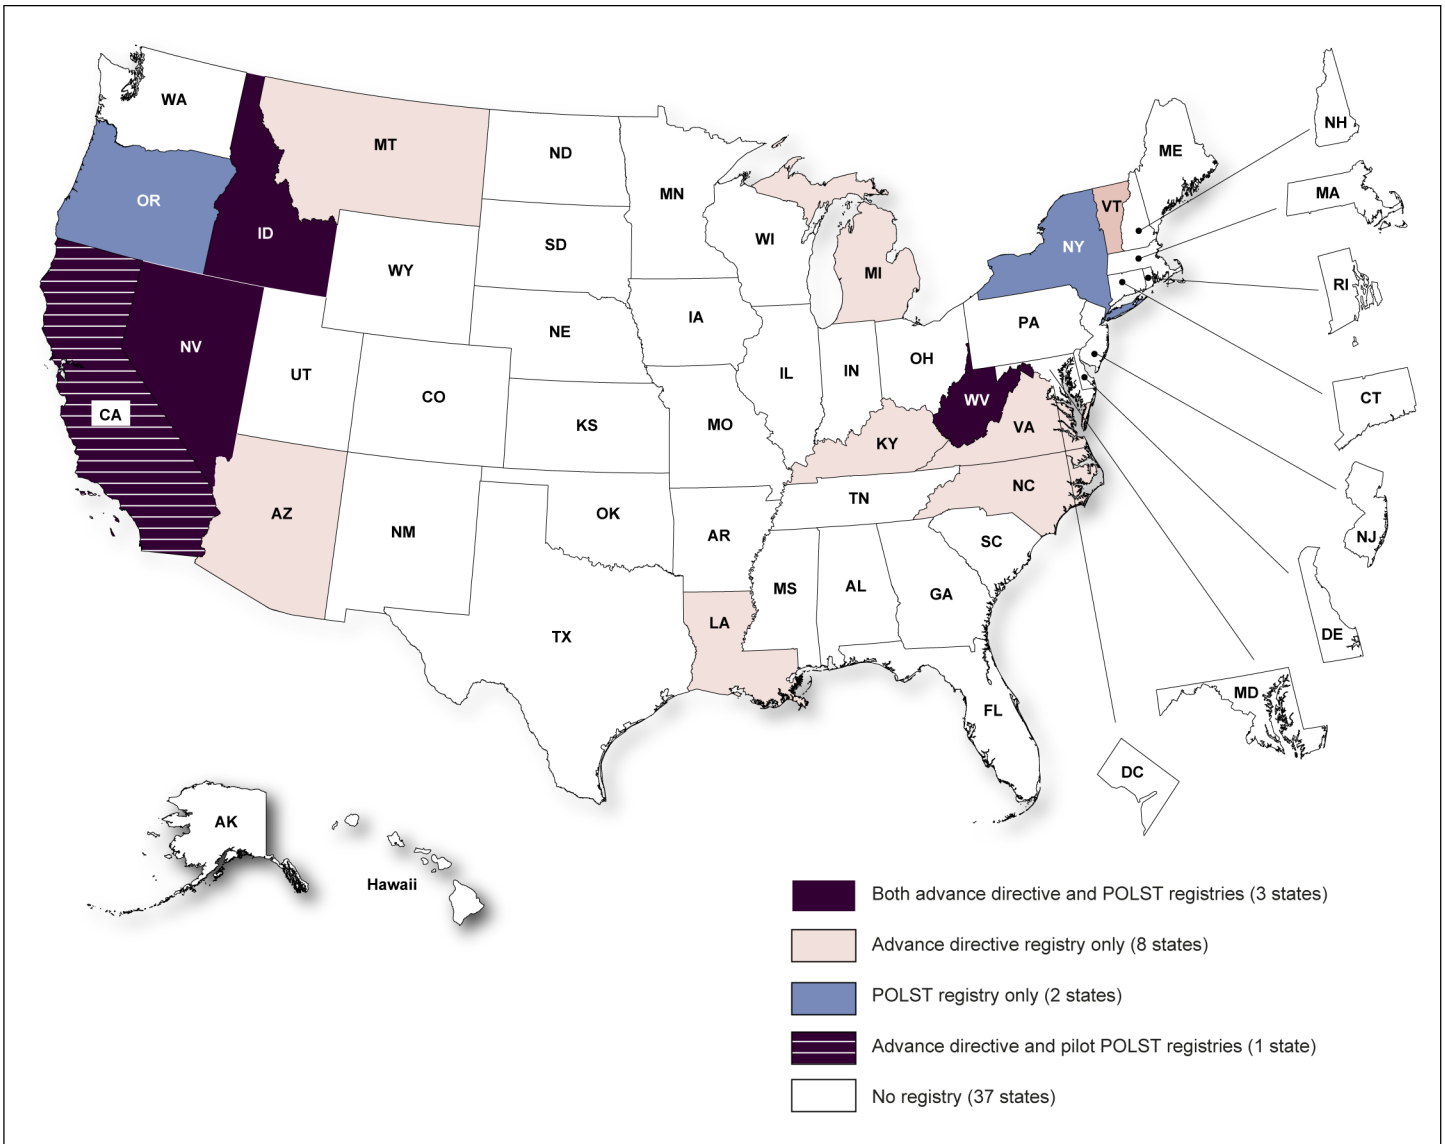 WA
MT
ND
MN
OR
ID
SD
WI
MI
WY
NE
IA
NV
UT
CO
CA
KS
MO
IL
IN
OH
PA
NY
VT
ME
NH
MA
RI
CT
NJ
DE
MD
DC
WV
VA
KY
NC
TN
SC
AZ
NM
OK
AR
MS
AL
GA
LA
TX
FL
AK
Hawaii
Both advance directive and POLST registries (3 states)
Advance directive registry only (8 states)
POLST registry only (2 states)
Advance directive and pilot POLST registries (1 state)
No registry (37 states)